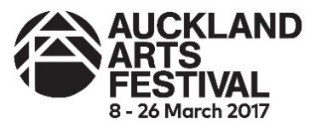 AUCKLAND
ARTS
FESTIVAL
8 - 26 March 2017